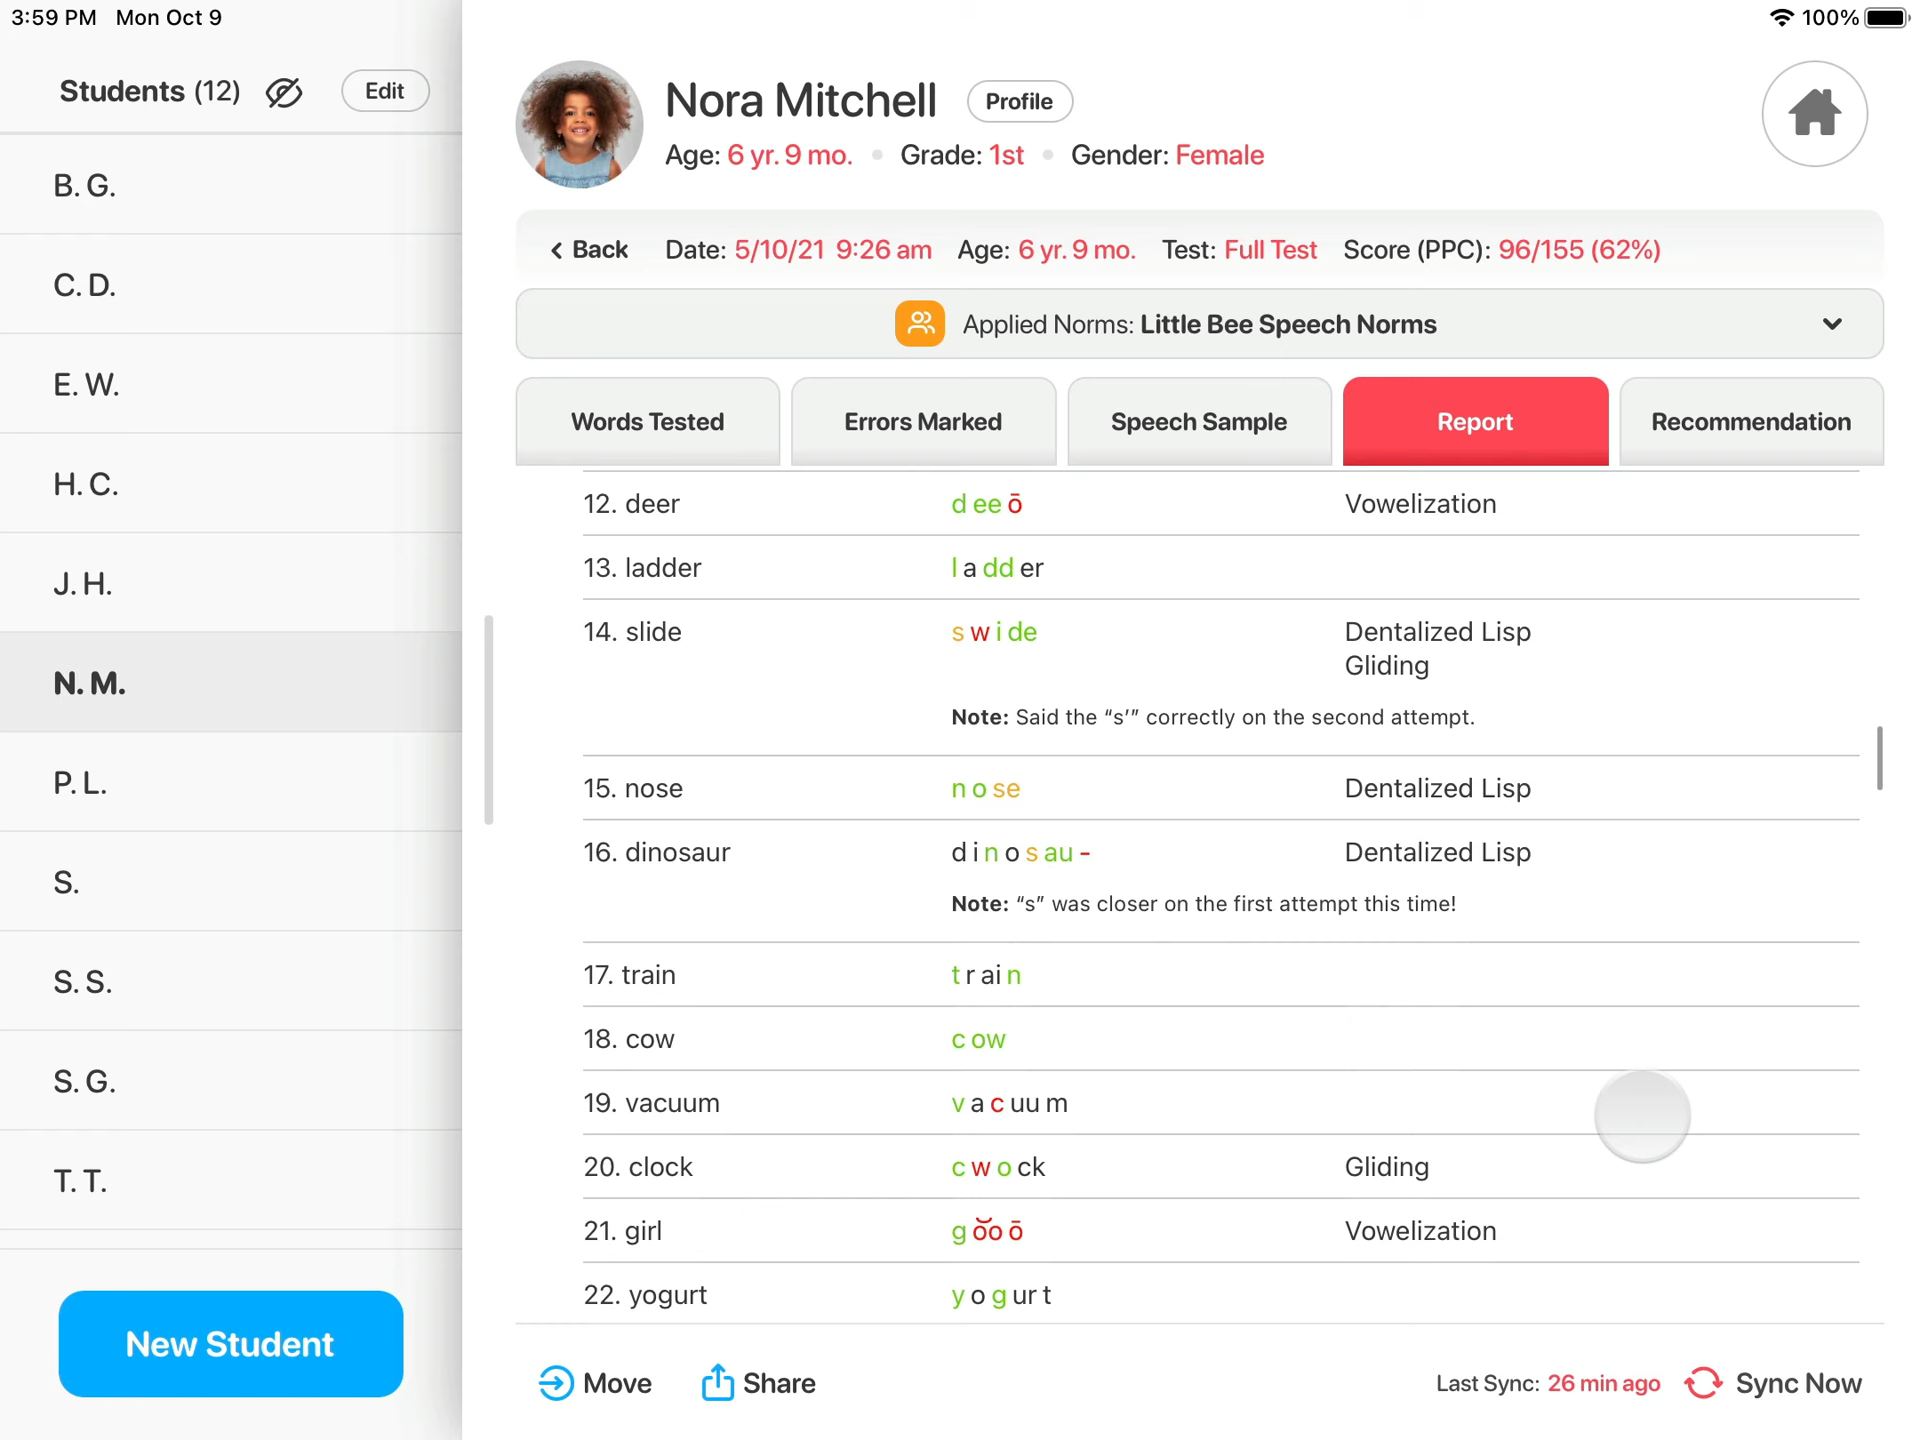 3:59 PM Mon Oct 9
100%
Students (12)
Edit
B. G.
C. D.
E. W.
H. C.
J. H.
N. M.
P. L.
S.
S. S.
S. G.
T. T.
New Student
Nora Mitchell
Profile
Age: 6 yr. 9 mo. • Grade: 1st • Gender: Female
Back Date: 5/10/21 9:26 am Age: 6 yr. 9 mo. Test: Full Test Score (PPC): 96/155 (62%)
Applied Norms: Little Bee Speech Norms
Words Tested Errors Marked Speech Sample Report Recommendation
12. deer d ee ō Vowelization
13. ladder l a dd er
14. slide s w i de Dentalized Lisp
Gliding
Note: Said the “s’” correctly on the second attempt.
15. nose n o se Dentalized Lisp
16. dinosaur d i n o s au - Dentalized Lisp
Note: “s” was closer on the first attempt this time!
17. train t r ai n
18. cow c ow
19. vacuum v a c uu m
20. clock c w o ck Gliding
21. girl g o͝o ō Vowelization
22. yogurt y o g ur t
Move Share Last Sync: 26 min ago Sync Now